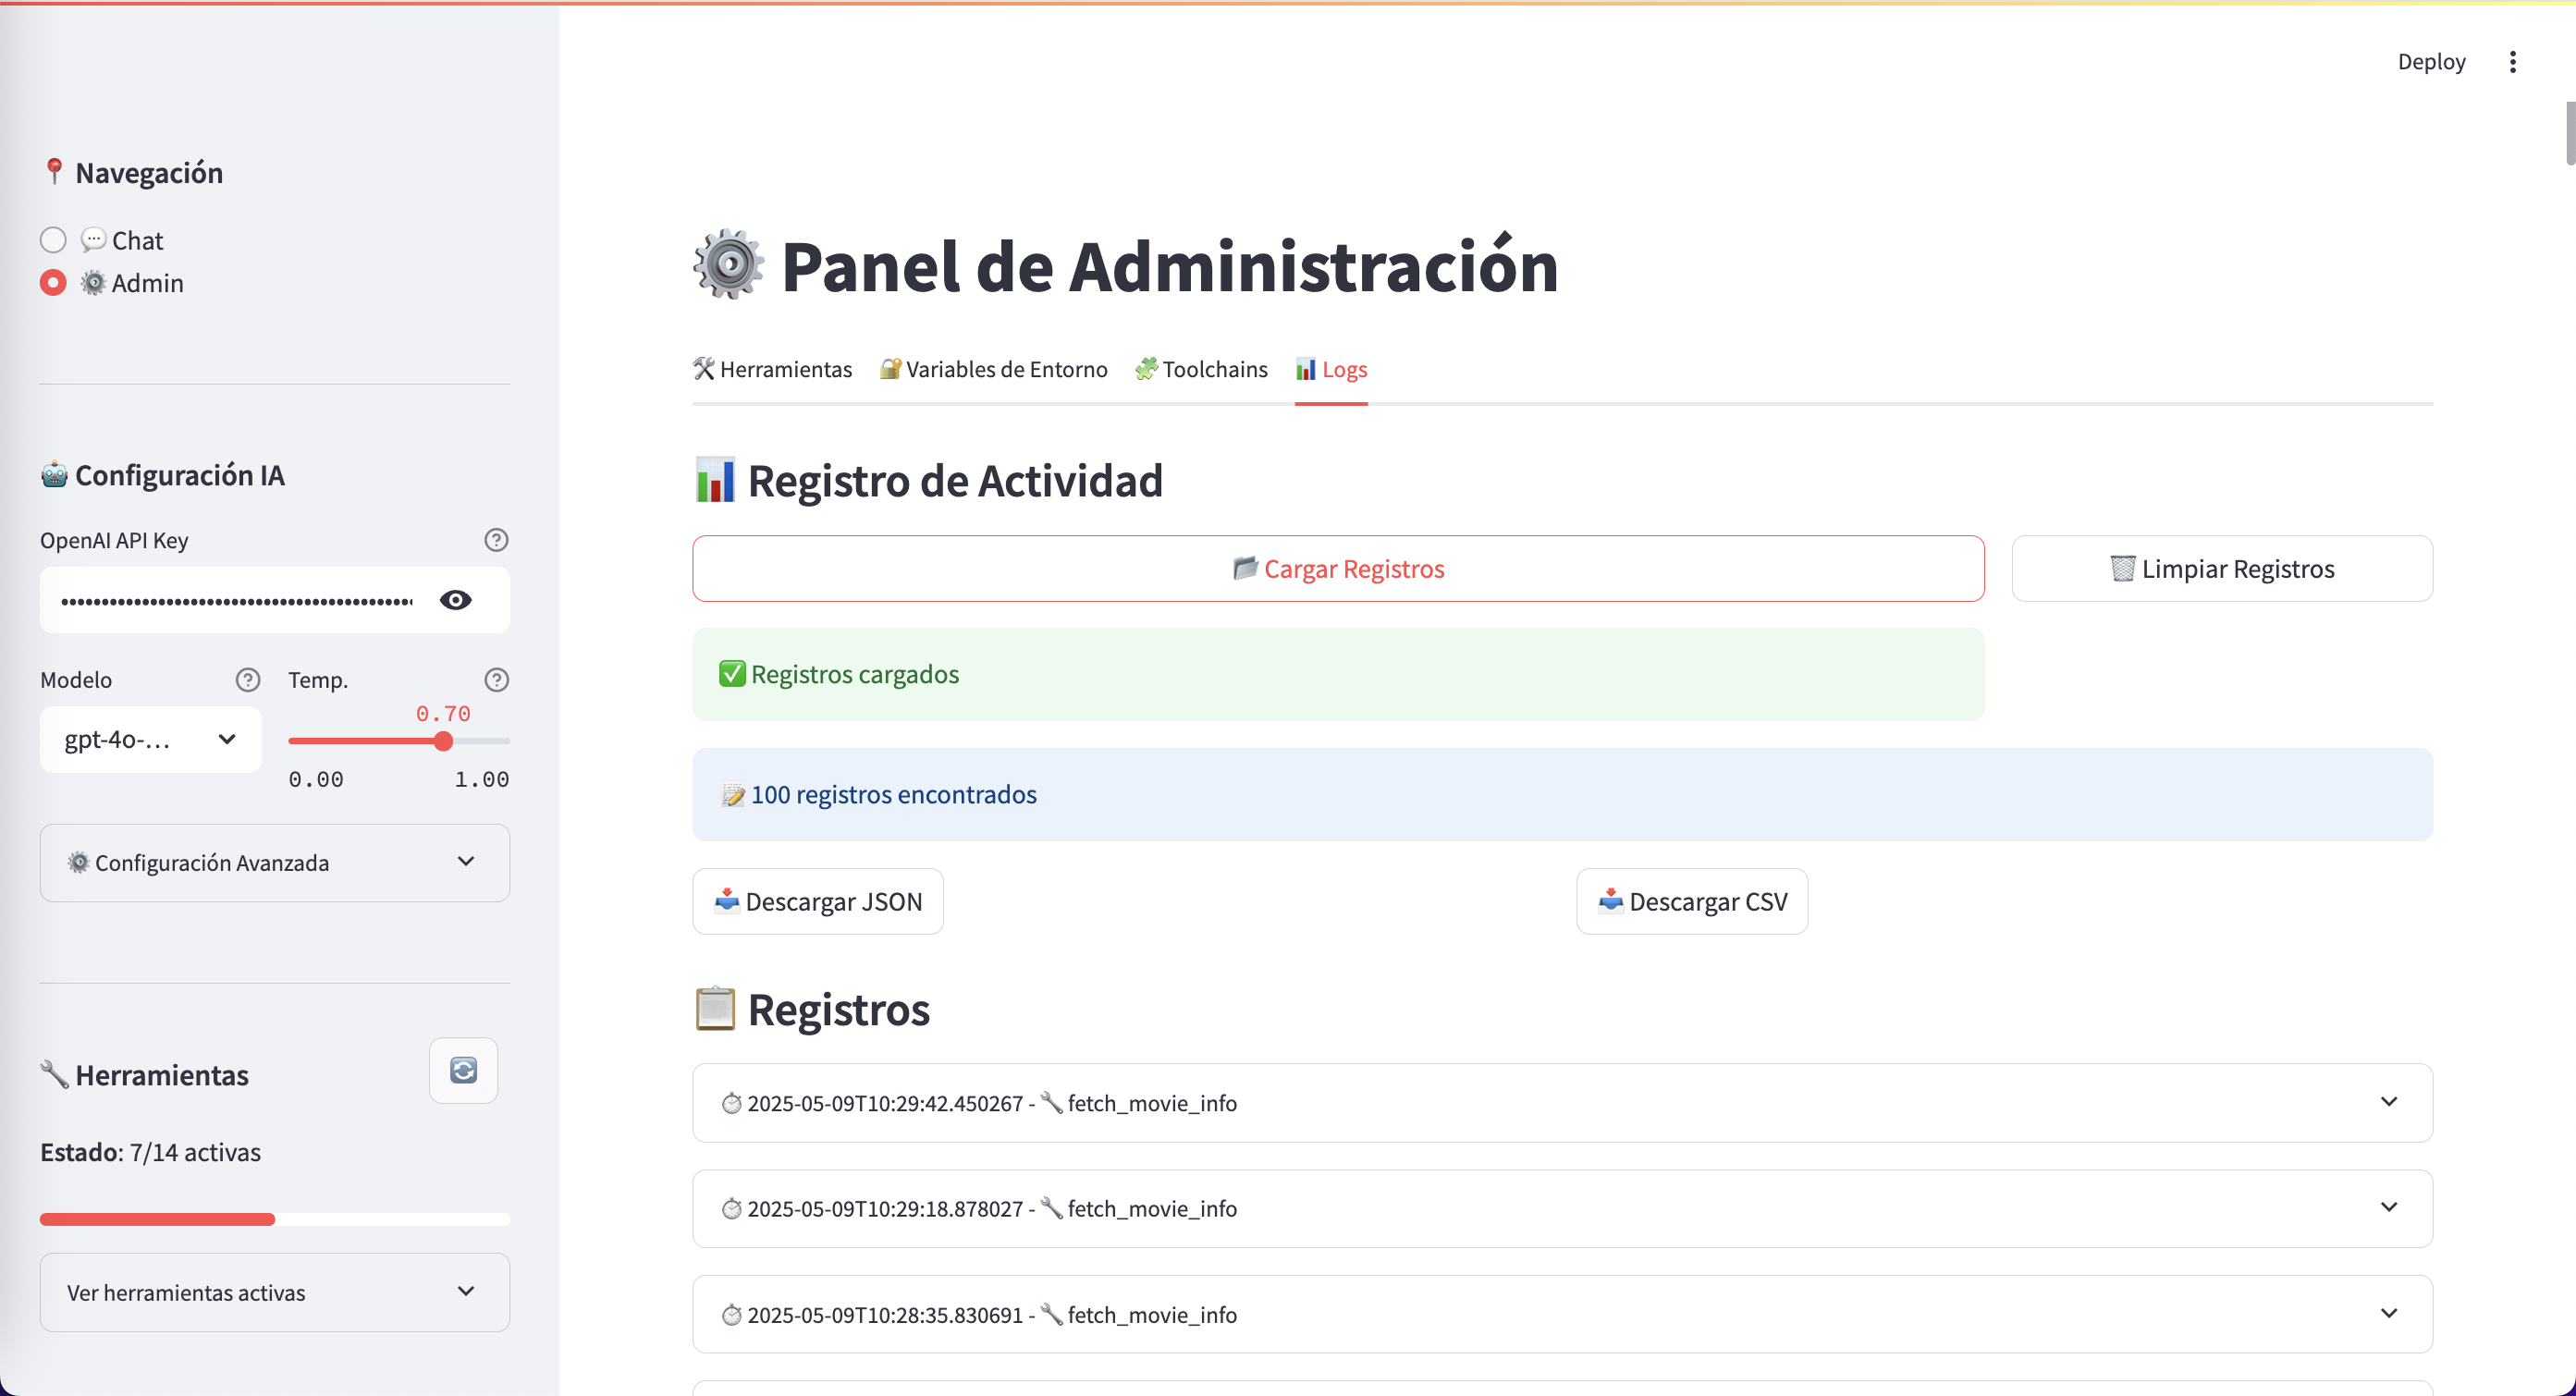 Deploy
Navegación
Chat
Admin
Configuración IA
OpenAI API Key
Modelo
Temp.
0.70
gpt-4o-...
0.00 1.00
Configuración Avanzada
Herramientas
Estado: 7/14 activas
Ver herramientas activas
Panel de Administración
Herramientas Variables de Entorno Toolchains Logs
Registro de Actividad
Cargar Registros
Limpiar Registros
Registros cargados
100 registros encontrados
Descargar JSON
Descargar CSV
Registros
2025-05-09T10:29:42.450267 - fetch_movie_info
2025-05-09T10:29:18.878027 - fetch_movie_info
2025-05-09T10:28:35.830691 - fetch_movie_info